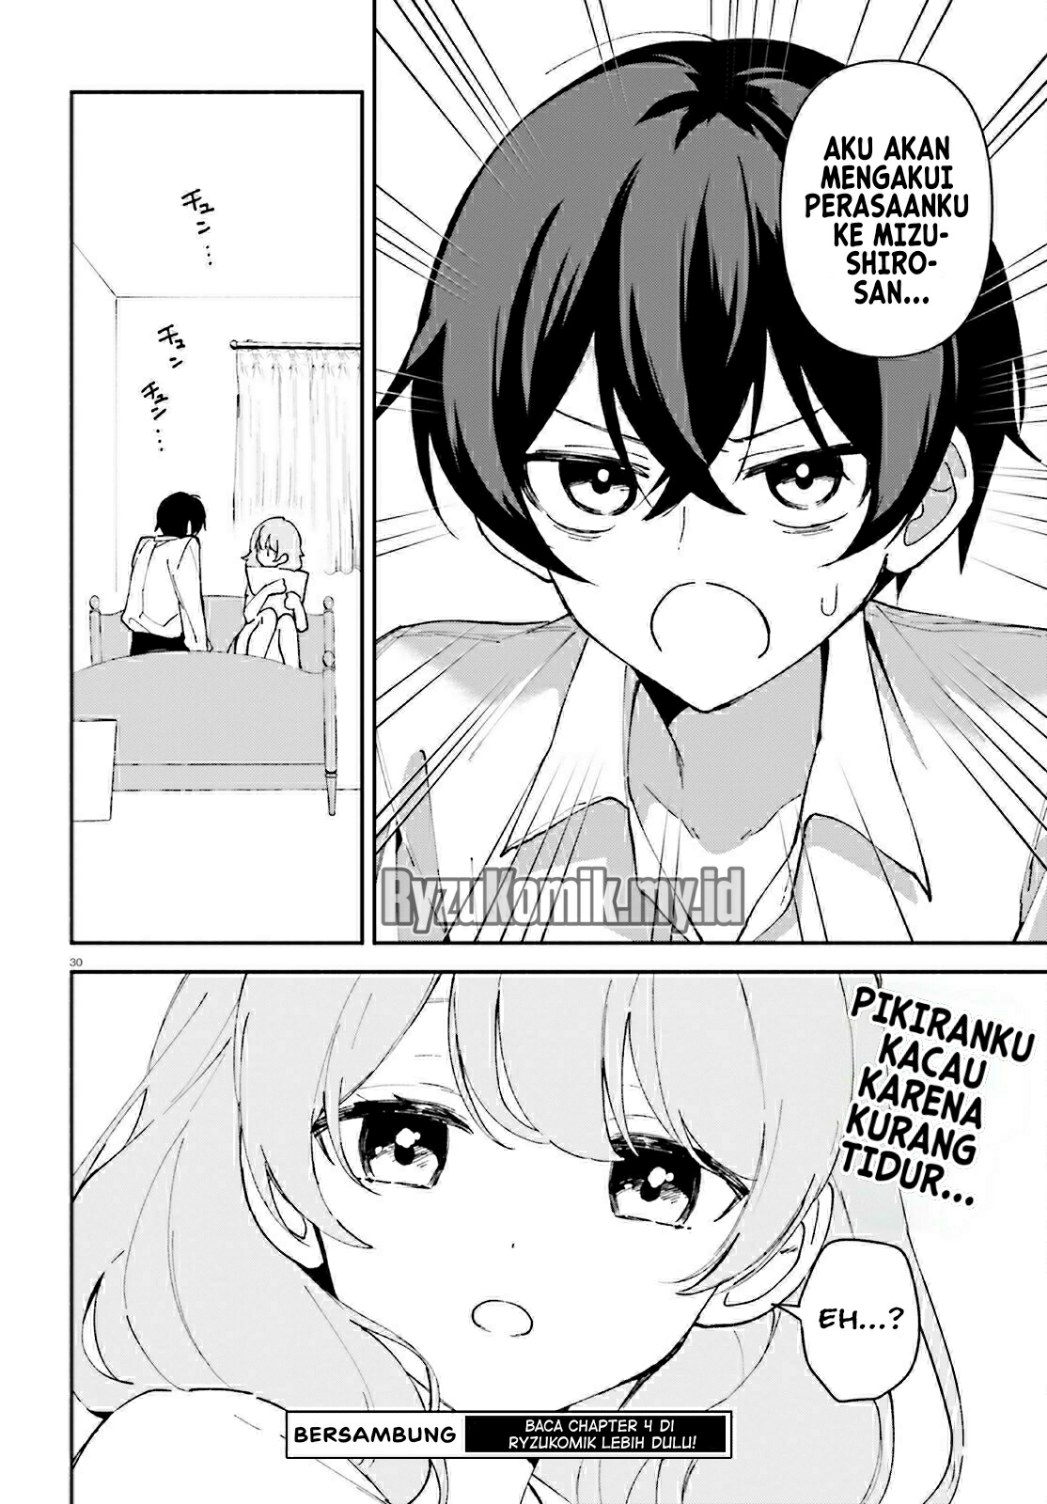 AKU AKAN
MENGAKUI
PERASAANKU
KE MIZU-
SHIRO-
SAN...
チュン…
チュン
チュン…
RyzuKomik.my.id
30
PIKIRANKU
KACAU
KARENA
KURANG
TIDUR...
EH...?
BERSAMBUNG
BACA CHAPTER 4 DI
RYZUKOMIK LEBIH DULU!